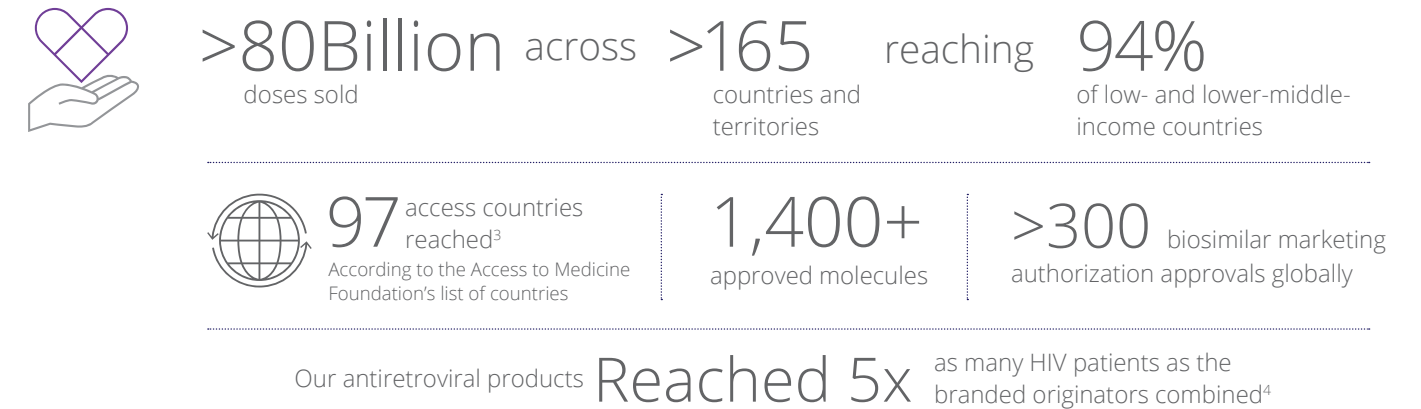 >80Billion across >165 reaching 94%
doses sold
countries and
territories
of low- and lower-middle-
income countries
97 access countries
reached³
According to the Access to Medicine
Foundation’s list of countries
1,400+
approved molecules
>300 biosimilar marketing
authorization approvals globally
Our antiretroviral products Reached 5x as many HIV patients as the
branded originators combined⁴